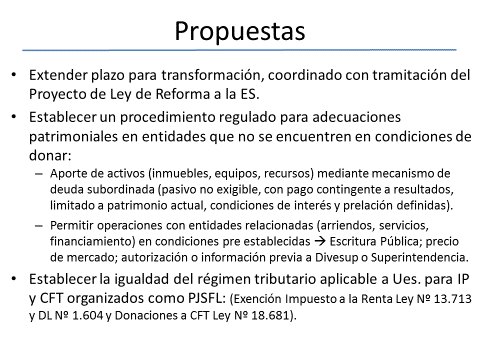 Propuestas
• Extender plazo para transformación, coordinado con tramitación del
Proyecto de Ley de Reforma a la ES.
• Establecer un procedimiento regulado para adecuaciones
patrimoniales en entidades que no se encuentren en condiciones de
donar:
– Aporte de activos (inmuebles, equipos, recursos) mediante mecanismo de
deuda subordinada (pasivo no exigible, con pago contingente a resultados,
limitado a patrimonio actual, condiciones de interés y prelación definidas).
– Permitir operaciones con entidades relacionadas (arriendos, servicios,
financiamiento) en condiciones pre establecidas → Escritura Pública; precio
de mercado; autorización o información previa a Divesup o Superintendencia.
• Establecer la igualdad del régimen tributario aplicable a Ues. para IP
y CFT organizados como PJSFL: (Exención Impuesto a la Renta Ley Nº 13.713
y DL Nº 1.604 y Donaciones a CFT Ley Nº 18.681).